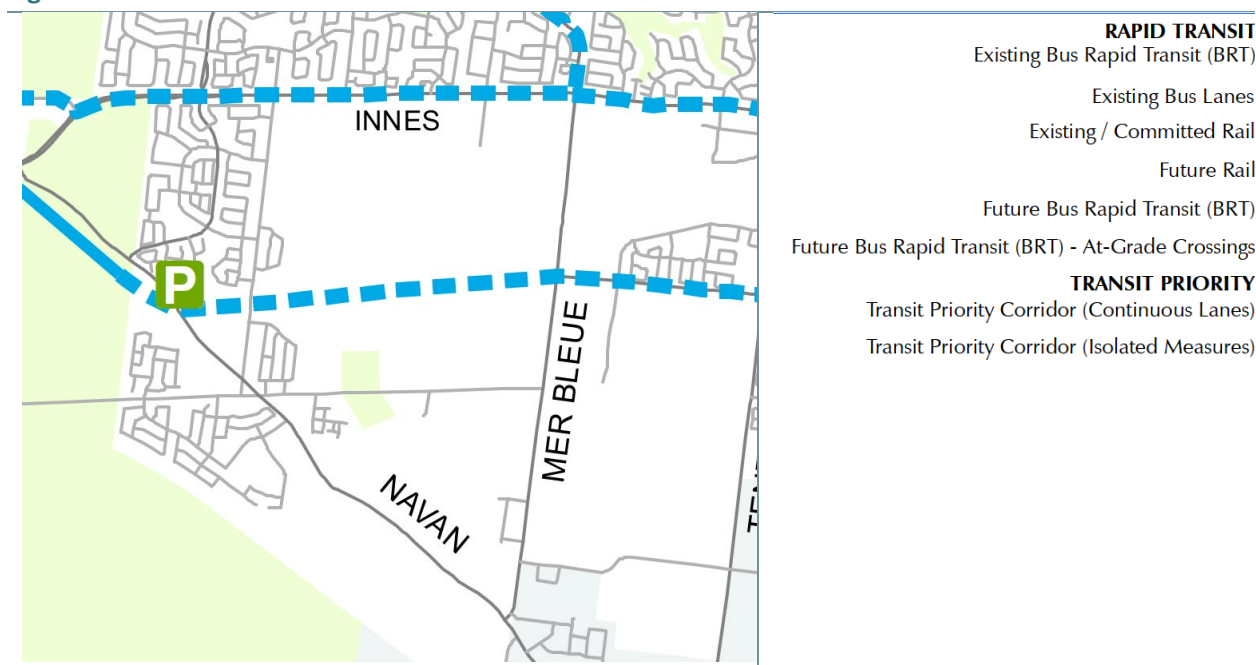 INNES
P
MER BLEUE
NAVAN
RAPID TRANSIT
Existing Bus Rapid Transit (BRT)
Existing Bus Lanes
Existing / Committed Rail
Future Rail
Future Bus Rapid Transit (BRT)
Future Bus Rapid Transit (BRT) - At-Grade Crossings
TRANSIT PRIORITY
Transit Priority Corridor (Continuous Lanes)
Transit Priority Corridor (Isolated Measures)